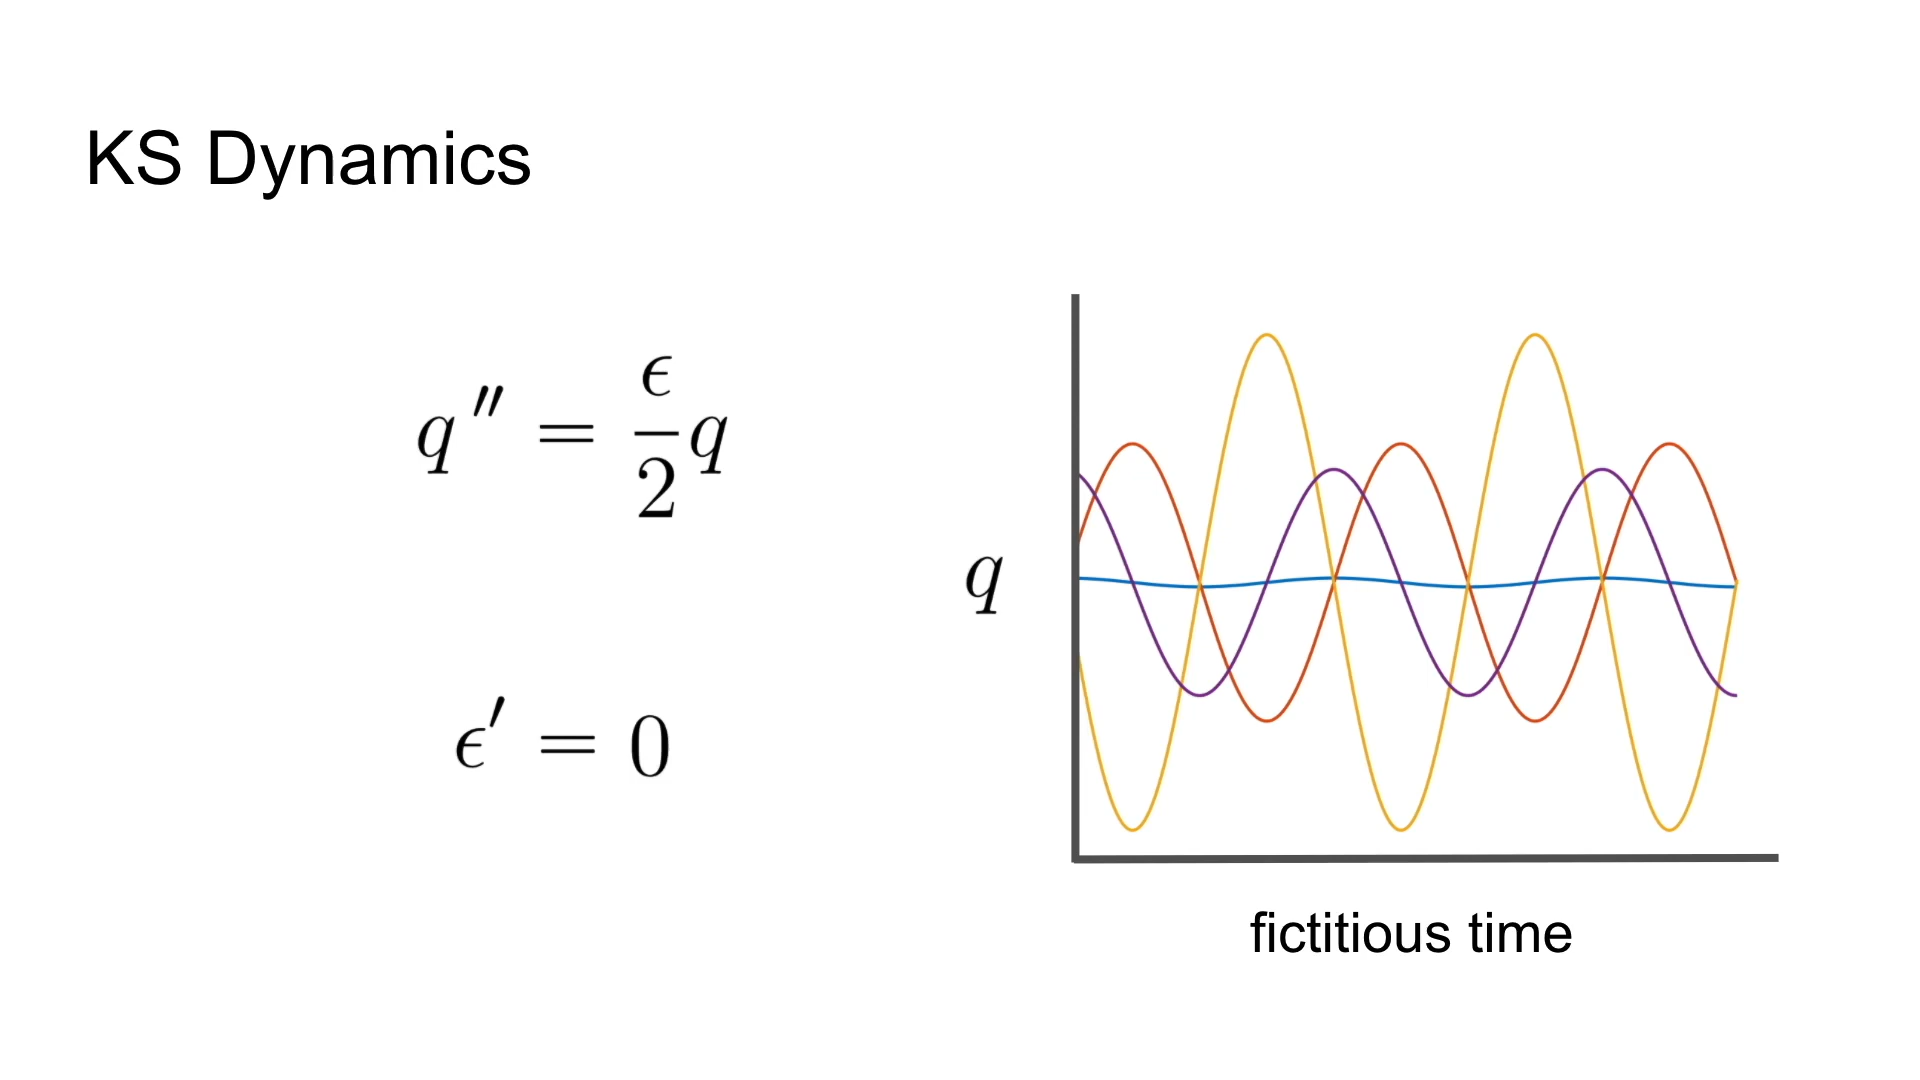 KS Dynamics
q″ = ϵ/2 q
ϵ′ = 0
q
fictitious time